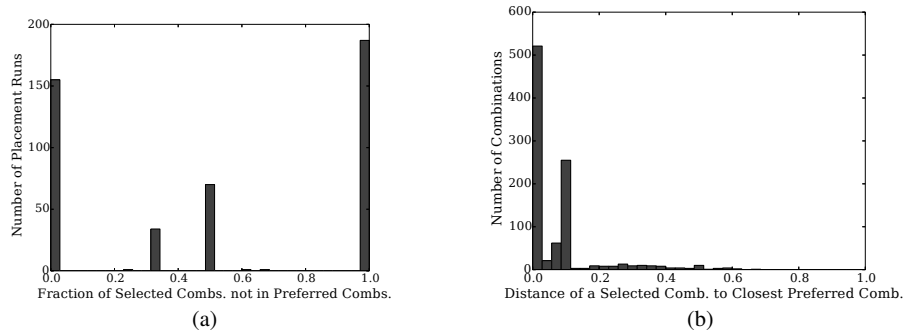 200
150
100
50
0
0.0 0.2 0.4 0.6 0.8 1.0
Number of Placement Runs
Fraction of Selected Combs. not in Preferred Combs.
(a)
600
500
400
300
200
100
0
0.0 0.2 0.4 0.6 0.8 1.0
Number of Combinations
Distance of a Selected Comb. to Closest Preferred Comb.
(b)